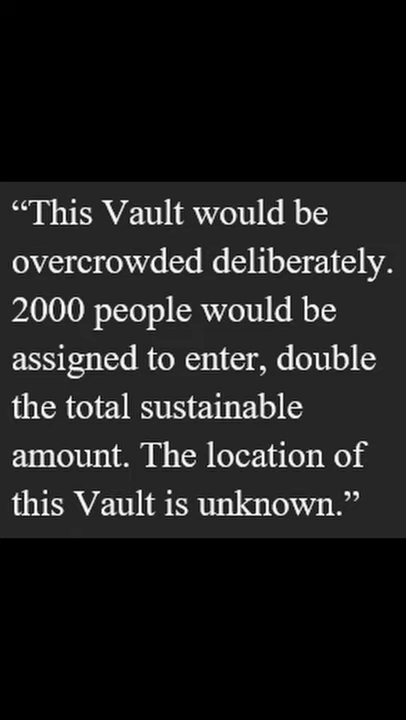 “This Vault would be
overcrowded deliberately.
2000 people would be
assigned to enter, double
the total sustainable
amount. The location of
this Vault is unknown.”